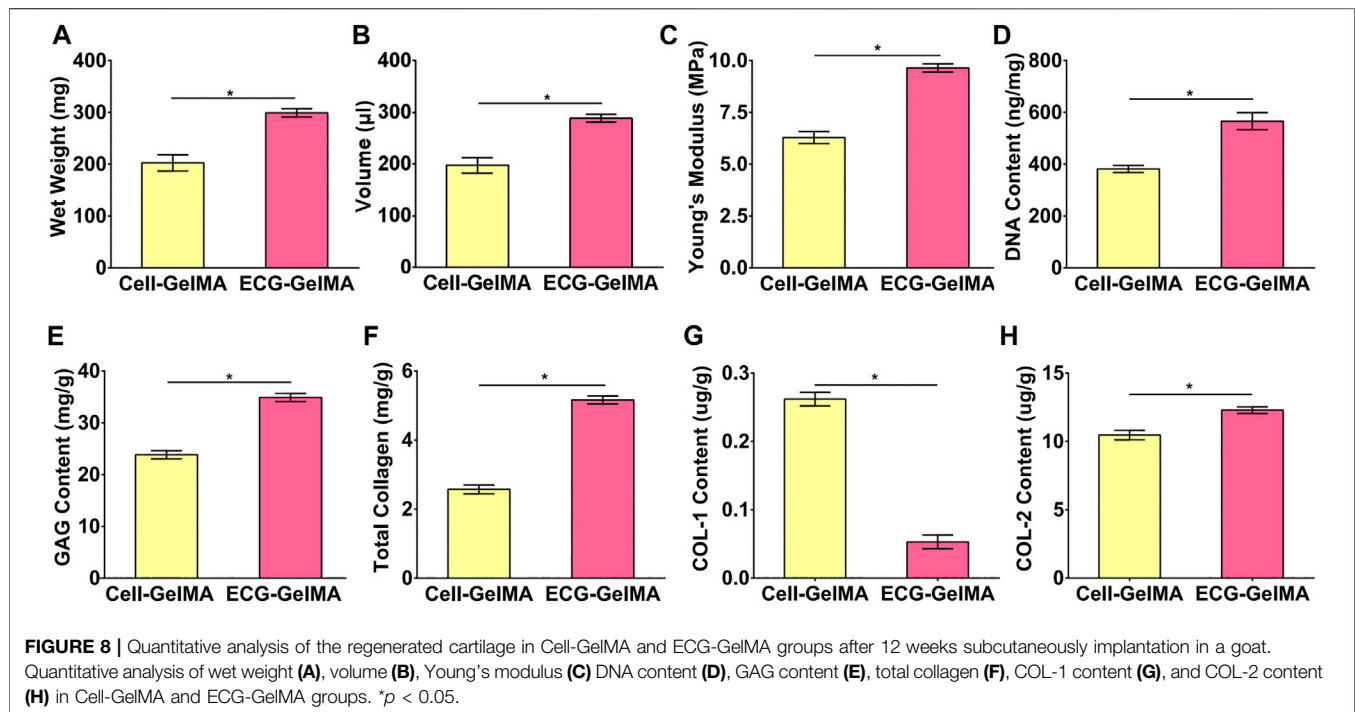 A
Wet Weight (mg)
400
300
200
100
0
*
Cell-GelMA ECG-GelMA
B
Volume (µl)
400
300
200
100
0
*
Cell-GelMA ECG-GelMA
C
Young's Modulus (MPa)
10.0
7.5
5.0
2.5
0.0
*
Cell-GelMA ECG-GelMA
D
DNA Content (ng/mg)
800
600
400
200
0
*
Cell-GelMA ECG-GelMA
E
GAG Content (mg/g)
40
30
20
10
0
*
Cell-GelMA ECG-GelMA
F
Total Collagen (mg/g)
6
4
2
0
*
Cell-GelMA ECG-GelMA
G
COL-1 Content (ug/g)
0.3
0.2
0.1
0.0
*
Cell-GelMA ECG-GelMA
H
COL-2 Content (ug/g)
15
10
5
0
*
Cell-GelMA ECG-GelMA
FIGURE 8 | Quantitative analysis of the regenerated cartilage in Cell-GelMA and ECG-GelMA groups after 12 weeks subcutaneously implantation in a goat.
Quantitative analysis of wet weight (A), volume (B), Young's modulus (C) DNA content (D), GAG content (E), total collagen (F), COL-1 content (G), and COL-2 content
(H) in Cell-GelMA and ECG-GelMA groups. *p < 0.05.